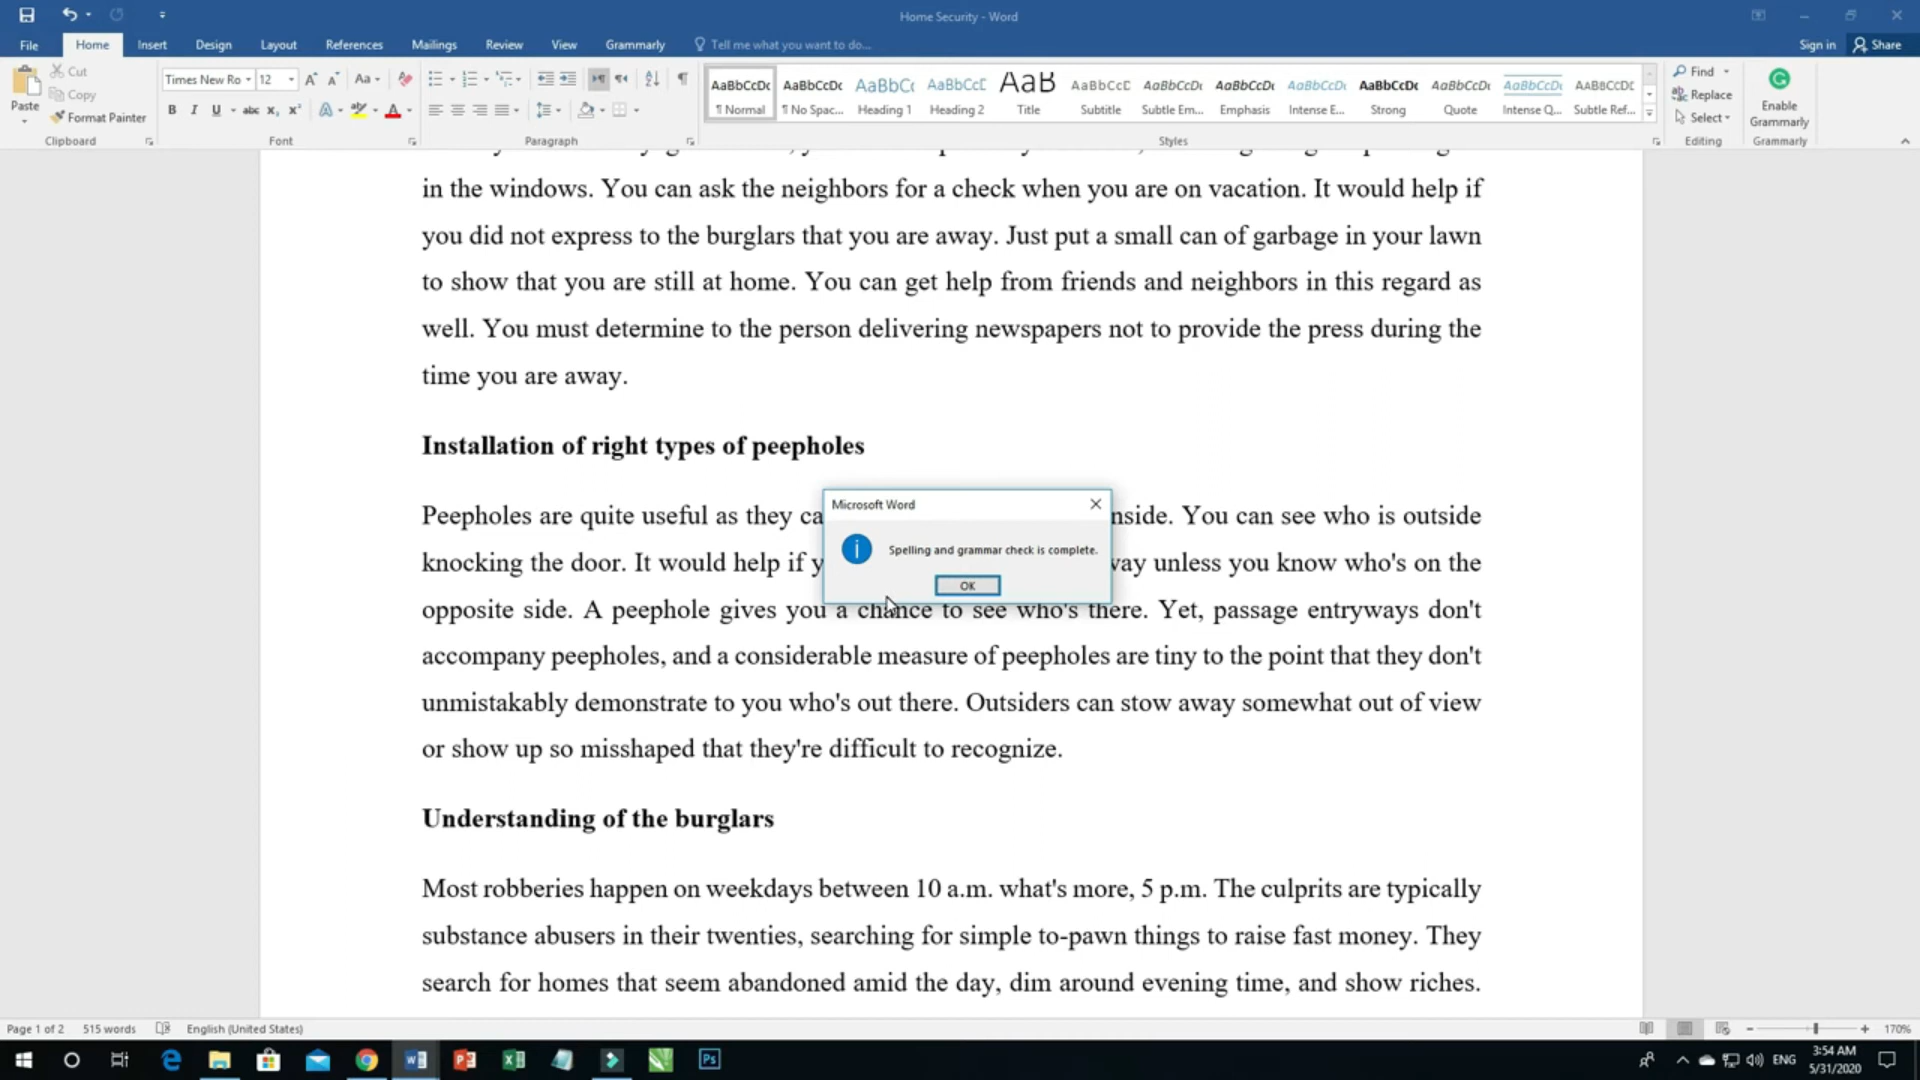 Home Security - Word
File Home Insert Design Layout References Mailings Review View Grammarly Tell me what you want to do... Sign in Share
Paste
Cut
Copy
Format Painter
Clipboard
Times New Ro 12
Font
Paragraph
AaBbCcDc AaBbCcDc AaBbC( AaBbCcE AaB AaBbCcC AaBbCcDı AaBbCcDı AaBbCcDı AaBbCcDc AaBbCcDı AaBbCcDı AABBCCDC
¶ Normal ¶ No Spac... Heading 1 Heading 2 Title Subtitle Subtle Em... Emphasis Intense E... Strong Quote Intense Q... Subtle Ref...
Styles
Find
Replace
Select
Editing
Enable
Grammarly
Grammarly
in the windows. You can ask the neighbors for a check when you are on vacation. It would help if
you did not express to the burglars that you are away. Just put a small can of garbage in your lawn
to show that you are still at home. You can get help from friends and neighbors in this regard as
well. You must determine to the person delivering newspapers not to provide the press during the
time you are away.
Installation of right types of peepholes
Peepholes are quite useful as they ca nside. You can see who is outside
knocking the door. It would help if y way unless you know who's on the
opposite side. A peephole gives you a chance to see who's there. Yet, passage entryways don't
accompany peepholes, and a considerable measure of peepholes are tiny to the point that they don't
unmistakably demonstrate to you who's out there. Outsiders can stow away somewhat out of view
or show up so misshaped that they're difficult to recognize.
Microsoft Word
Spelling and grammar check is complete.
OK
Understanding of the burglars
Most robberies happen on weekdays between 10 a.m. what's more, 5 p.m. The culprits are typically
substance abusers in their twenties, searching for simple to-pawn things to raise fast money. They
search for homes that seem abandoned amid the day, dim around evening time, and show riches.
Page 1 of 2 515 words English (United States) 170%
ENG
3:54 AM
5/31/2020